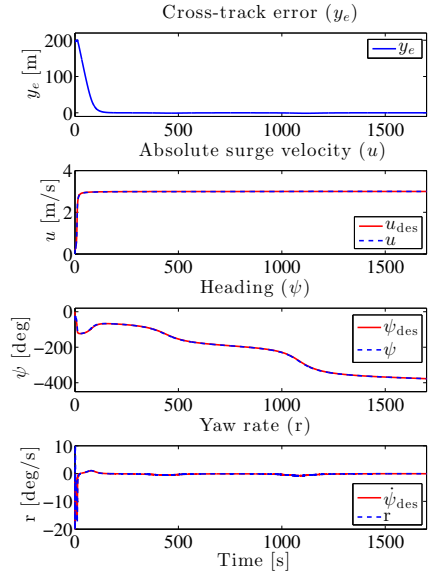 Cross-track error (y_e)
200
100
0
y_e [m]
y_e
0 500 1000 1500
Absolute surge velocity (u)
4
2
0
u [m/s]
u_des
u
0 500 1000 1500
Heading (ψ)
0
−200
−400
ψ [deg]
ψ_des
ψ
0 500 1000 1500
Yaw rate (r)
10
0
−10
−20
r [deg/s]
ψ̇_des
r
0 500 1000 1500
Time [s]